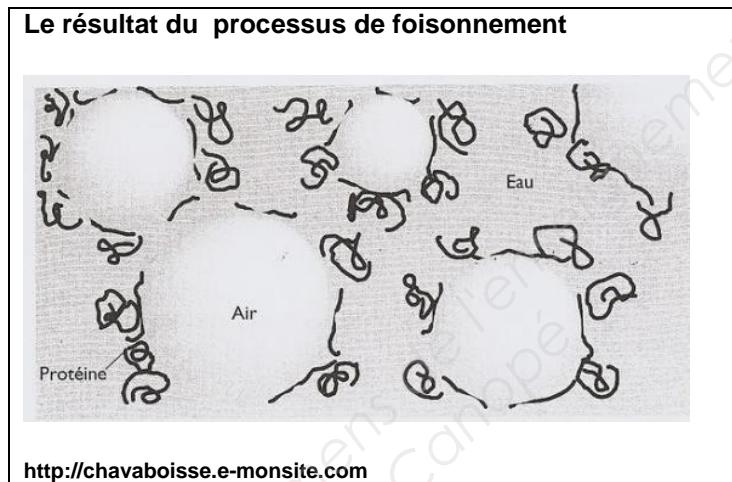 Le résultat du processus de foisonnement
Eau
Air
Protéine
http://chavaboisse.e-monsite.com